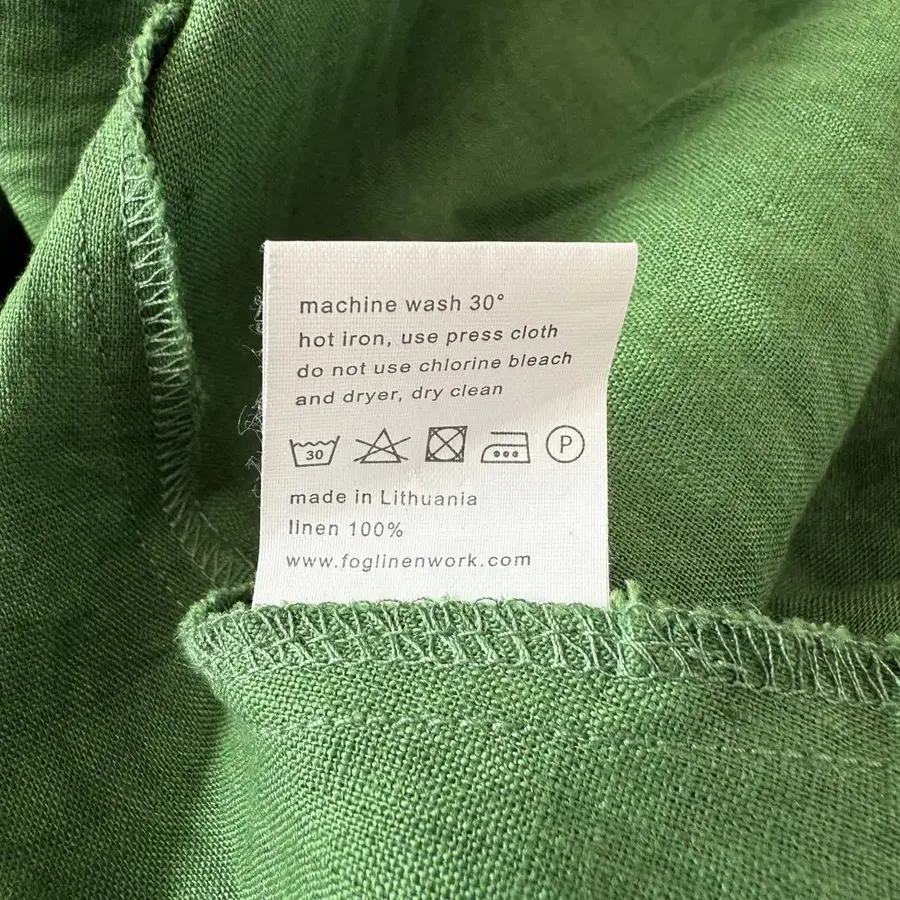 machine wash 30°
hot iron, use press cloth
do not use chlorine bleach
and dryer, dry clean
30 P
made in Lithuania
linen 100%
www.foglinenwork.com